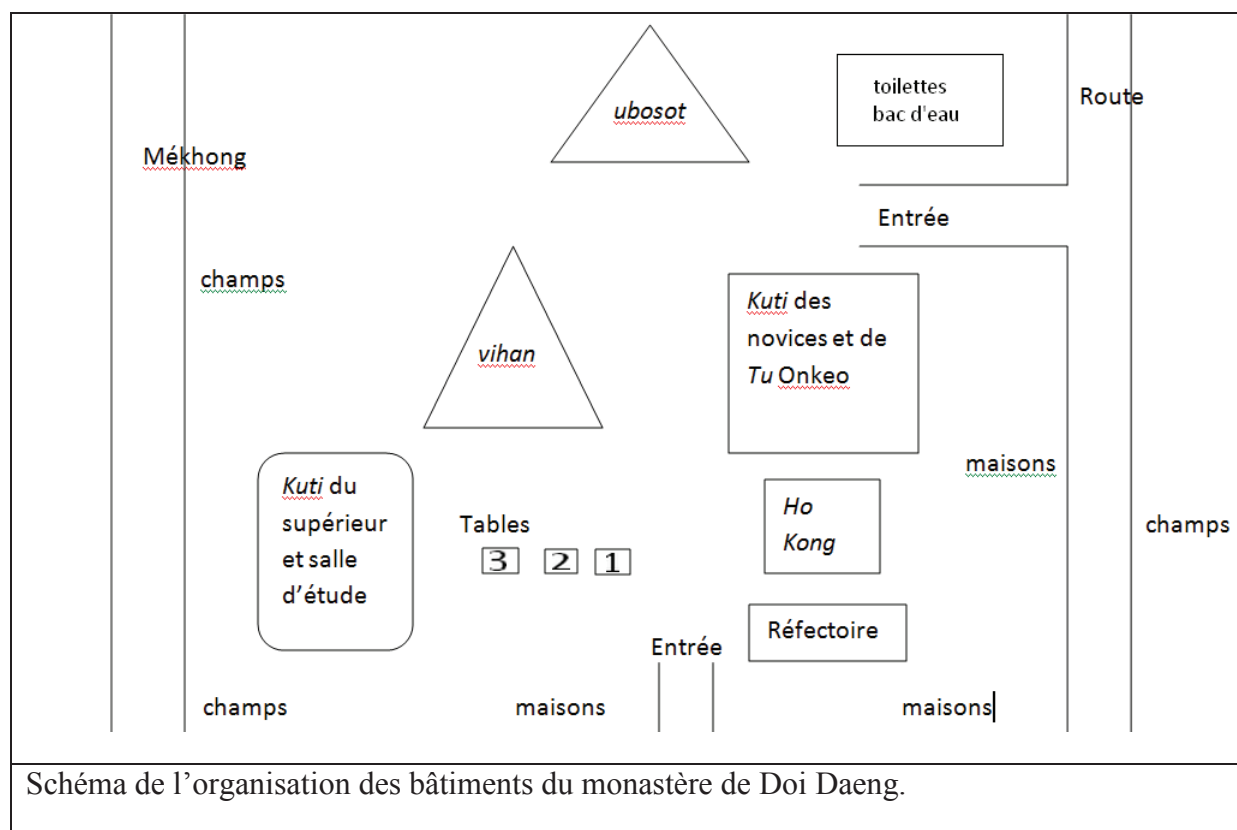 ubosot
toilettes
bac d'eau
Route
Mékhong
Entrée
champs
Kuti des
novices et de
Tu Onkeo
vihan
maisons
Kuti du
supérieur
et salle
d’étude
Tables
3 2 1
Ho
Kong
champs
Réfectoire
Entrée
champs
maisons
maisons
Schéma de l’organisation des bâtiments du monastère de Doi Daeng.